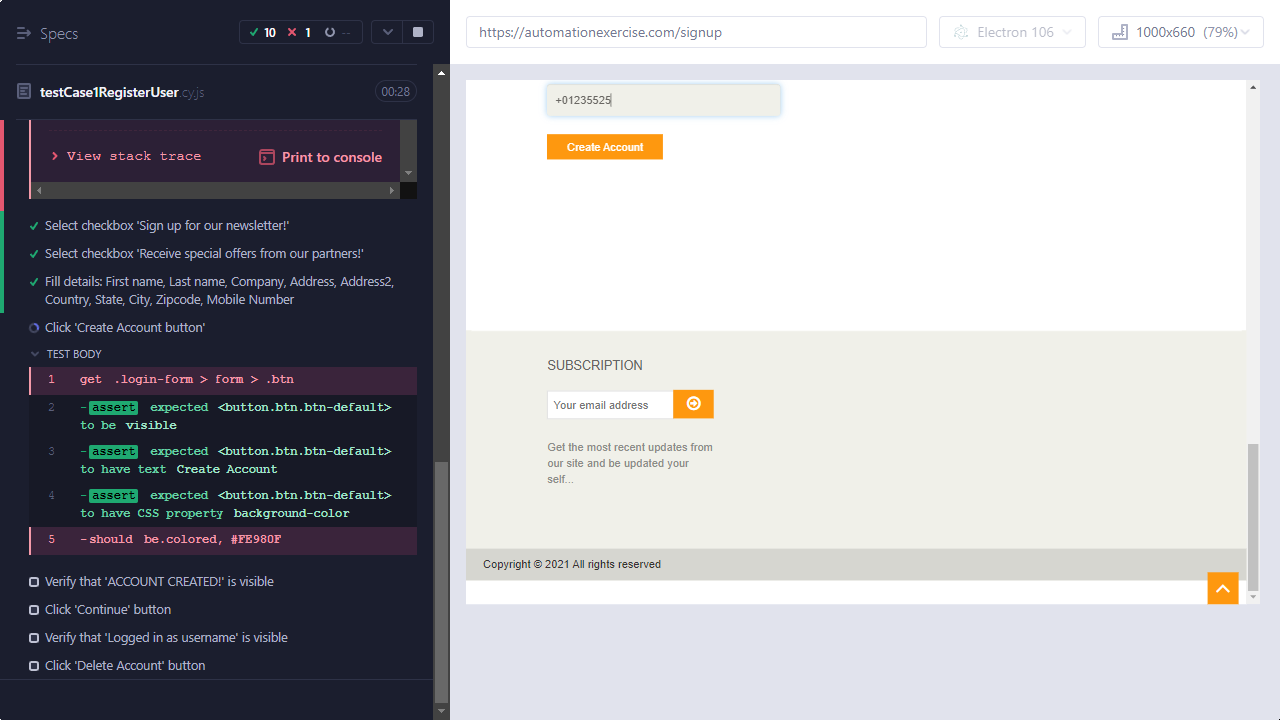 Specs
10
1
--
testCase1RegisterUser.cy.js
00:28
View stack trace
Print to console
Select checkbox 'Sign up for our newsletter!'
Select checkbox 'Receive special offers from our partners!'
Fill details: First name, Last name, Company, Address, Address2,
Country, State, City, Zipcode, Mobile Number
Click 'Create Account button'
TEST BODY
1 get .login-form > form > .btn
2 -assert expected <button.btn.btn-default>
to be visible
3 -assert expected <button.btn.btn-default>
to have text Create Account
4 -assert expected <button.btn.btn-default>
to have CSS property background-color
5 -should be.colored, #FE980F
Verify that 'ACCOUNT CREATED!' is visible
Click 'Continue' button
Verify that 'Logged in as username' is visible
Click 'Delete Account' button
https://automationexercise.com/signup
Electron 106
1000x660 (79%)
+01235525
Create Account
SUBSCRIPTION
Your email address
Get the most recent updates from
our site and be updated your
self...
Copyright © 2021 All rights reserved